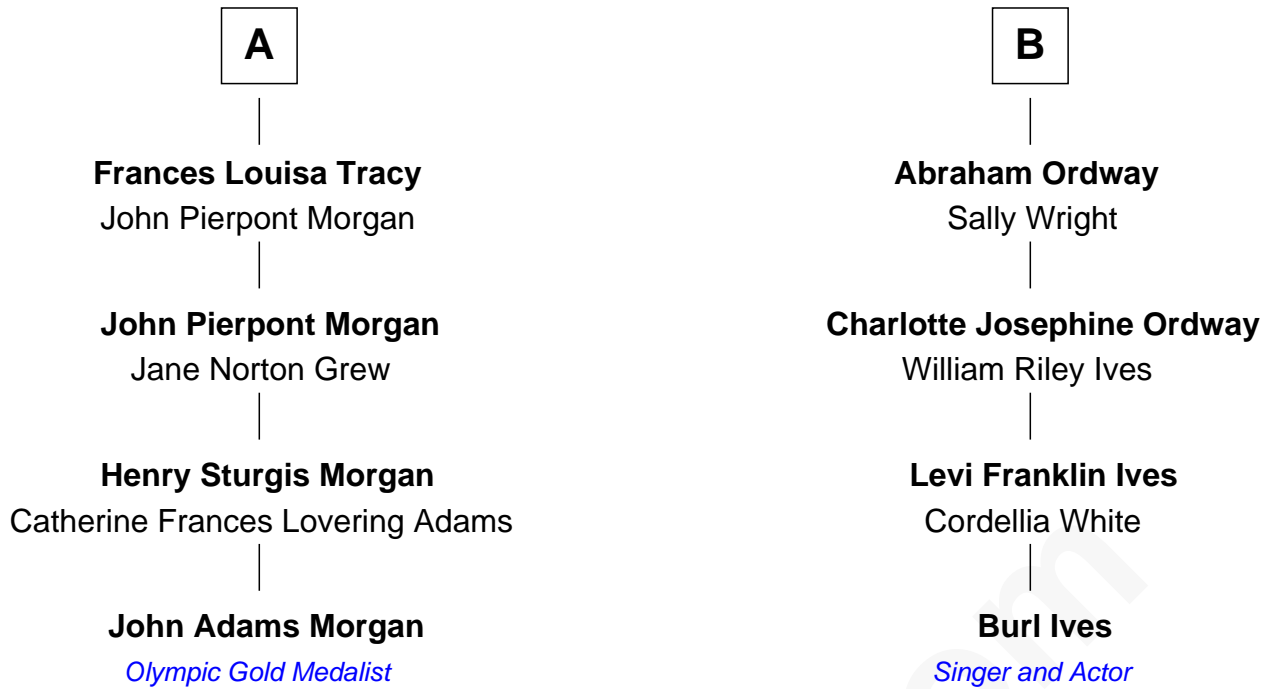 A
Frances Louisa Tracy
John Pierpont Morgan
John Pierpont Morgan
Jane Norton Grew
Henry Sturgis Morgan
Catherine Frances Lovering Adams
John Adams Morgan
Olympic Gold Medalist
B
Abraham Ordway
Sally Wright
Charlotte Josephine Ordway
William Riley Ives
Levi Franklin Ives
Cordellia White
Burl Ives
Singer and Actor